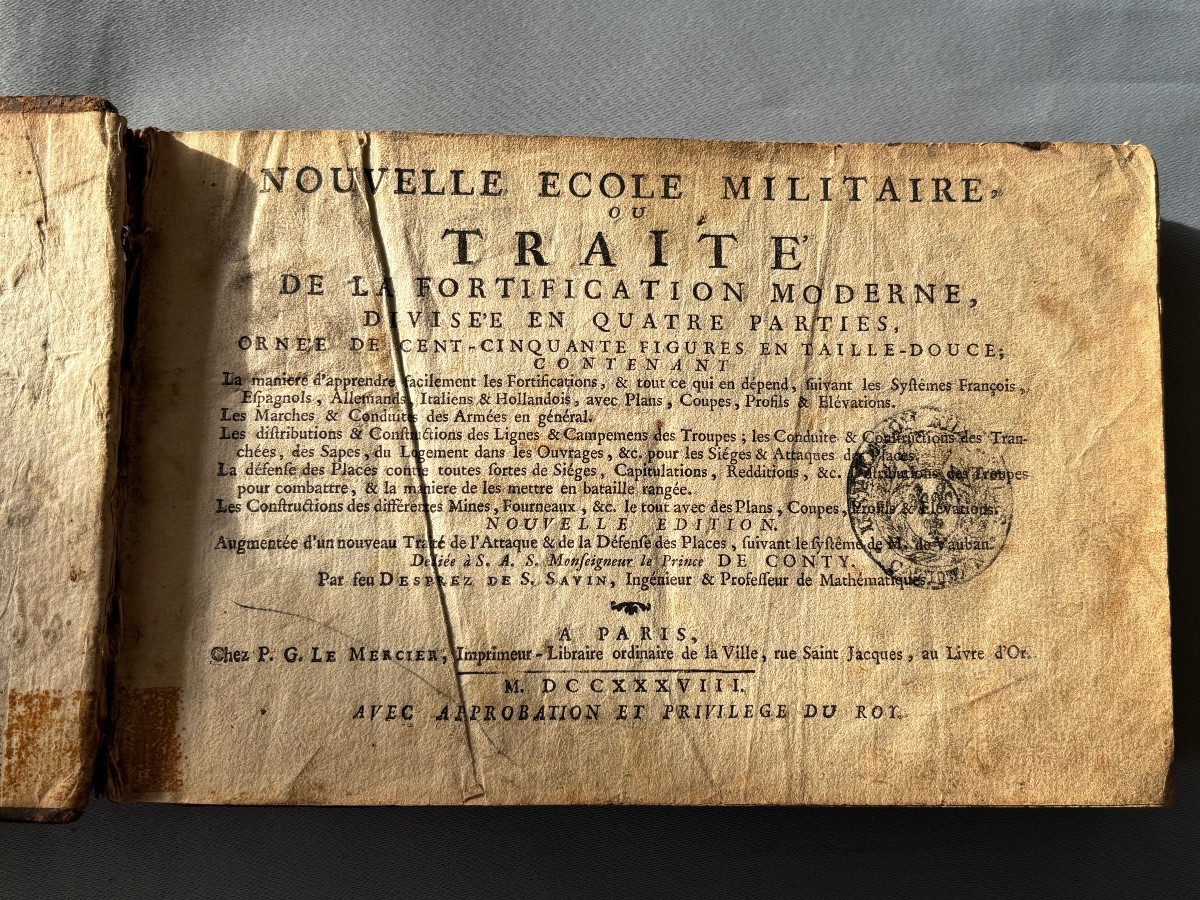 NOUVELLE ECOLE MILITAIRE,
OU
TRAITE'
DE LA FORTIFICATION MODERNE,
DIVISE'E EN QUATRE PARTIES,
ORNE'E DE CENT-CINQUANTE FIGURES EN TAILLE-DOUCE;
CONTENANT
La maniere d'apprendre facilement les Fortifications, & tout ce qui en dépend, suivant les Systêmes François,
Espagnols, Allemands, Italiens & Hollandois, avec Plans, Coupes, Profils & Elévations.
Les Marches & Conduites des Armées en général.
Les distributions & Constructions des Lignes & Campemens des Troupes; les Conduite & Constructions des Tran-
chées, des Sapes, du Logement dans les Ouvrages, &c. pour les Siéges & Attaques des Places.
La défense des Places contre toutes sortes de Siéges, Capitulations, Redditions, &c. Distributions des Troupes
pour combattre, & la maniere de les mettre en bataille rangée.
Les Constructions des différentes Mines, Fourneaux, &c. le tout avec des Plans, Coupes, Profils & Elévations.
NOUVELLE EDITION.
Augmentée d'un nouveau Traité de l'Attaque & de la Défense des Places, suivant le systême de M. de Vauban.
Dédiée à S. A. S. Monseigneur le Prince DE CONTY.
Par feu DESPREZ DE S. SAVIN, Ingénieur & Professeur de Mathématiques.
A PARIS,
Chez P. G. LE MERCIER, Imprimeur-Libraire ordinaire de la Ville, rue Saint Jacques, au Livre d'Or.
M. DCCXXXVIII.
AVEC APPROBATION ET PRIVILEGE DU ROY.